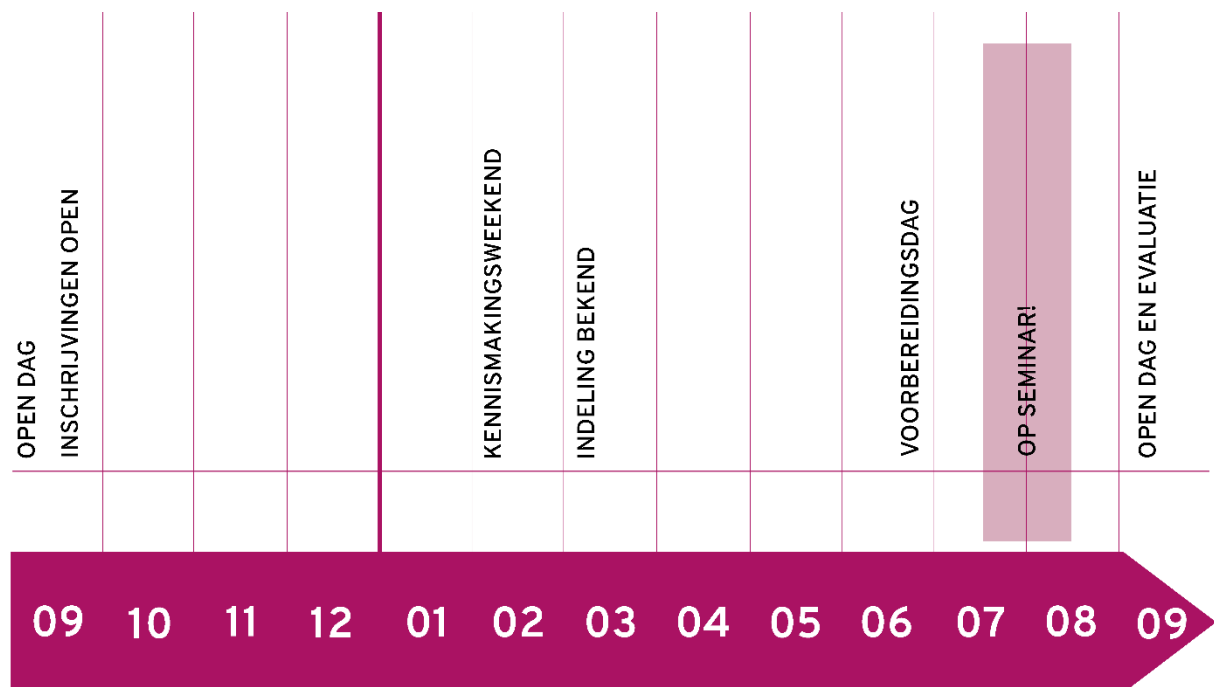 OPEN DAG
INSCHRIJVINGEN OPEN
KENNISMAKINGSWEEKEND
INDELING BEKEND
VOORBEREIDINGSDAG
OP SEMINAR!
OPEN DAG EN EVALUATIE
09 10 11 12 01 02 03 04 05 06 07 08 09